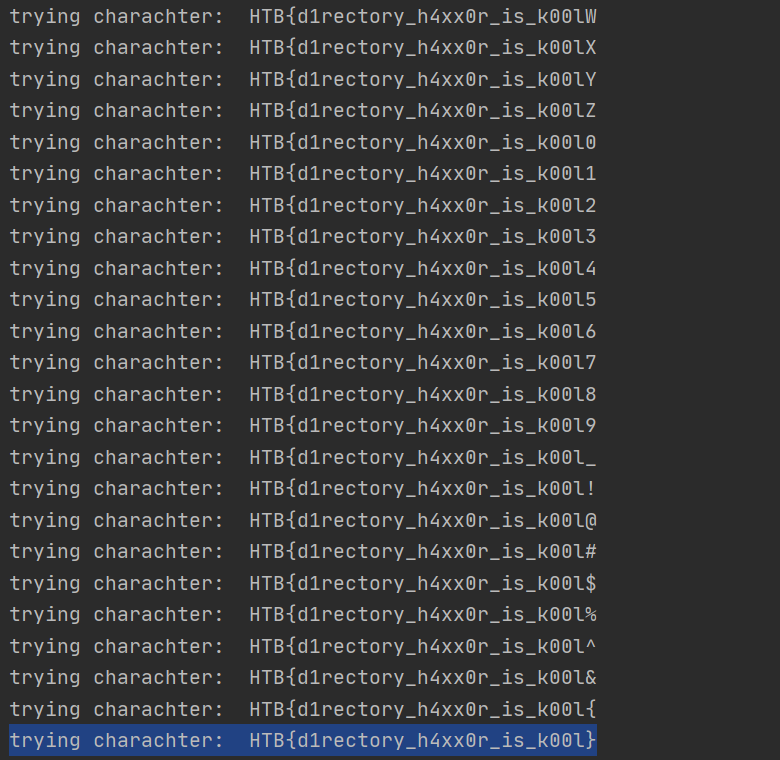 trying charachter:  HTB{d1rectory_h4xx0r_is_k00lW
trying charachter:  HTB{d1rectory_h4xx0r_is_k00lX
trying charachter:  HTB{d1rectory_h4xx0r_is_k00lY
trying charachter:  HTB{d1rectory_h4xx0r_is_k00lZ
trying charachter:  HTB{d1rectory_h4xx0r_is_k00l0
trying charachter:  HTB{d1rectory_h4xx0r_is_k00l1
trying charachter:  HTB{d1rectory_h4xx0r_is_k00l2
trying charachter:  HTB{d1rectory_h4xx0r_is_k00l3
trying charachter:  HTB{d1rectory_h4xx0r_is_k00l4
trying charachter:  HTB{d1rectory_h4xx0r_is_k00l5
trying charachter:  HTB{d1rectory_h4xx0r_is_k00l6
trying charachter:  HTB{d1rectory_h4xx0r_is_k00l7
trying charachter:  HTB{d1rectory_h4xx0r_is_k00l8
trying charachter:  HTB{d1rectory_h4xx0r_is_k00l9
trying charachter:  HTB{d1rectory_h4xx0r_is_k00l_
trying charachter:  HTB{d1rectory_h4xx0r_is_k00l!
trying charachter:  HTB{d1rectory_h4xx0r_is_k00l@
trying charachter:  HTB{d1rectory_h4xx0r_is_k00l#
trying charachter:  HTB{d1rectory_h4xx0r_is_k00l$
trying charachter:  HTB{d1rectory_h4xx0r_is_k00l%
trying charachter:  HTB{d1rectory_h4xx0r_is_k00l^
trying charachter:  HTB{d1rectory_h4xx0r_is_k00l&
trying charachter:  HTB{d1rectory_h4xx0r_is_k00l{
trying charachter:  HTB{d1rectory_h4xx0r_is_k00l}